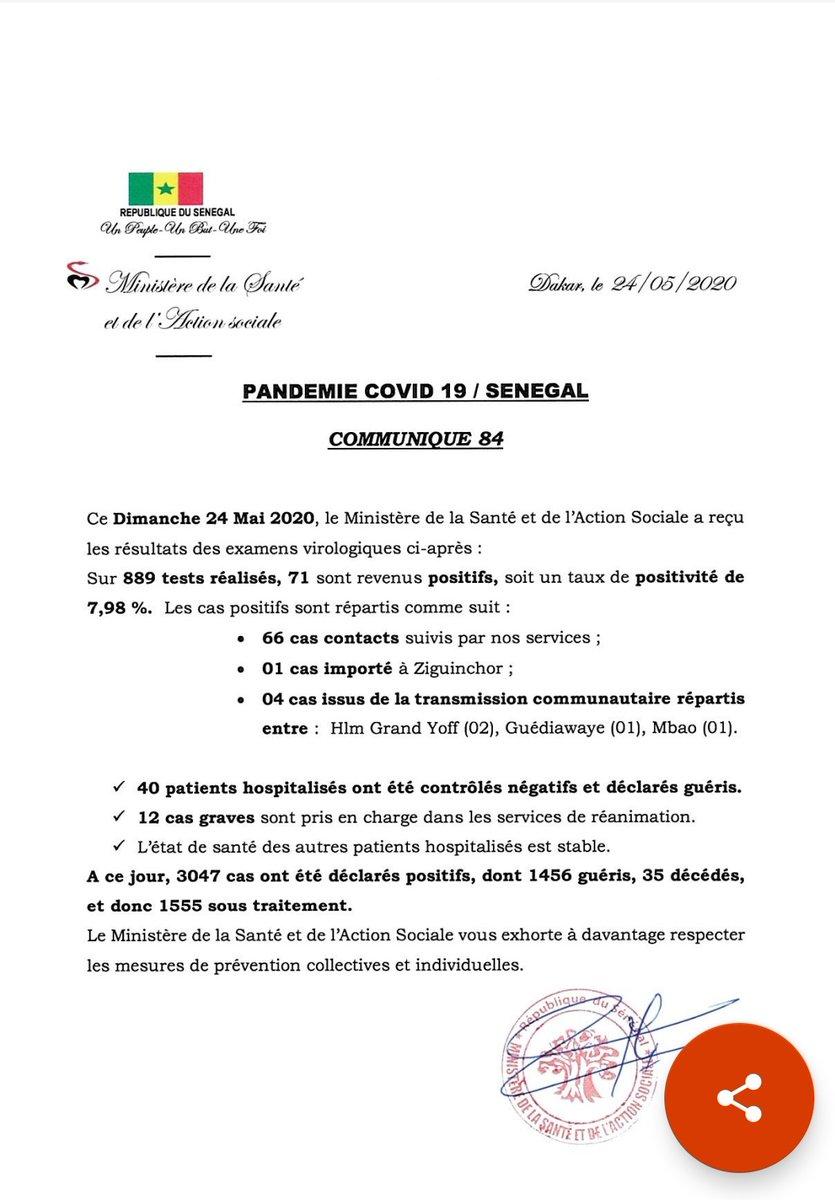 REPUBLIQUE DU SENEGAL
Un Peuple-Un But-Une Foi
Ministère de la Santé
et de l'Action sociale
Dakar, le 24/05/2020
PANDEMIE COVID 19 / SENEGAL
COMMUNIQUE 84
Ce Dimanche 24 Mai 2020, le Ministère de la Santé et de l'Action Sociale a reçu
les résultats des examens virologiques ci-après :
Sur 889 tests réalisés, 71 sont revenus positifs, soit un taux de positivité de
7,98 %. Les cas positifs sont répartis comme suit :
• 66 cas contacts suivis par nos services ;
• 01 cas importé à Ziguinchor ;
• 04 cas issus de la transmission communautaire répartis
entre : Hlm Grand Yoff (02), Guédiawaye (01), Mbao (01).
✓ 40 patients hospitalisés ont été contrôlés négatifs et déclarés guéris.
✓ 12 cas graves sont pris en charge dans les services de réanimation.
✓ L'état de santé des autres patients hospitalisés est stable.
A ce jour, 3047 cas ont été déclarés positifs, dont 1456 guéris, 35 décédés,
et donc 1555 sous traitement.
Le Ministère de la Santé et de l'Action Sociale vous exhorte à davantage respecter
les mesures de prévention collectives et individuelles.
République du Sénégal
MINISTÈRE DE LA SANTÉ ET DE L'ACTION SOCIALE